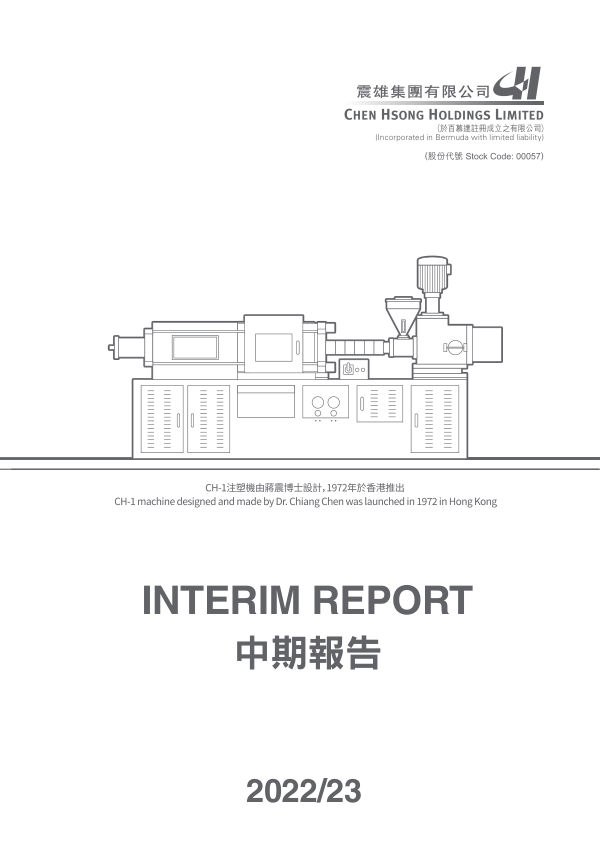 震雄集團有限公司
CHEN HSONG HOLDINGS LIMITED
(於百慕達註冊成立之有限公司)
(Incorporated in Bermuda with limited liability)
(股份代號 Stock Code: 00057)
CH-1注塑機由蔣震博士設計，1972年於香港推出
CH-1 machine designed and made by Dr. Chiang Chen was launched in 1972 in Hong Kong
INTERIM REPORT
中期報告
2022/23